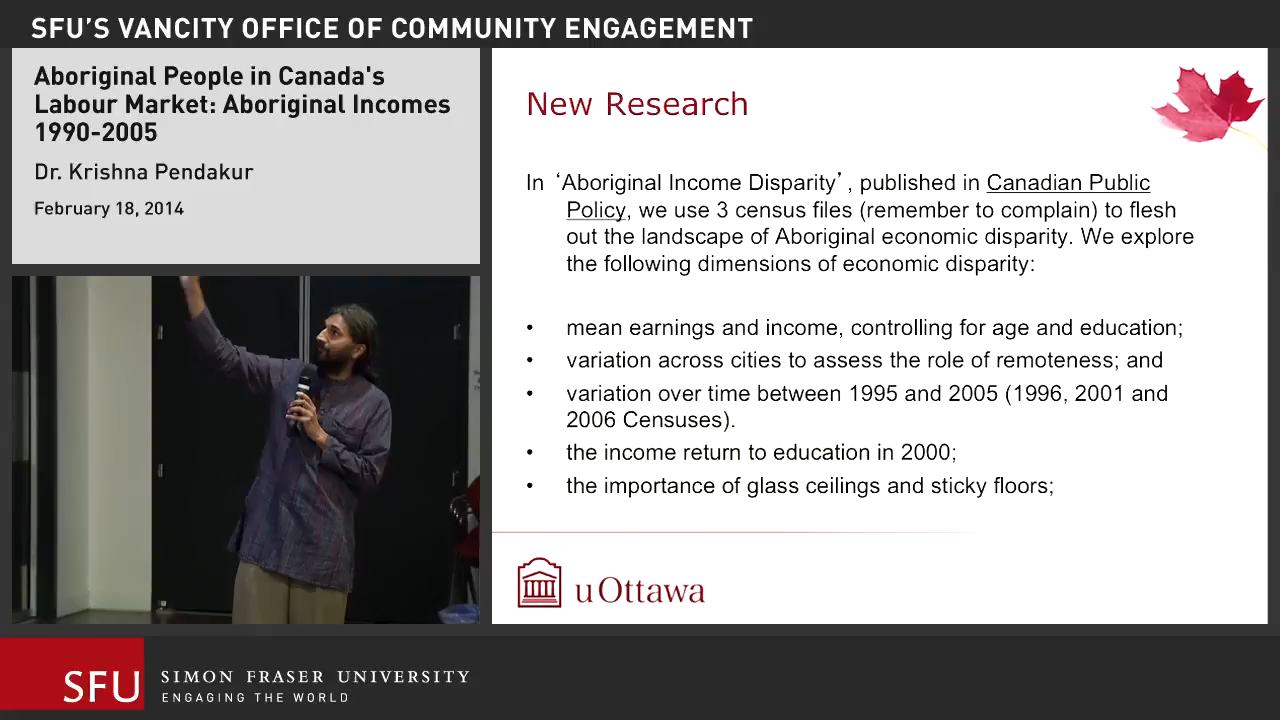 SFU'S VANCITY OFFICE OF COMMUNITY ENGAGEMENT
Aboriginal People in Canada's
Labour Market: Aboriginal Incomes
1990-2005
Dr. Krishna Pendakur
February 18, 2014
New Research
In ‘Aboriginal Income Disparity’, published in Canadian Public
Policy, we use 3 census files (remember to complain) to flesh
out the landscape of Aboriginal economic disparity. We explore
the following dimensions of economic disparity:
• mean earnings and income, controlling for age and education;
• variation across cities to assess the role of remoteness; and
• variation over time between 1995 and 2005 (1996, 2001 and
2006 Censuses).
• the income return to education in 2000;
• the importance of glass ceilings and sticky floors;
uOttawa
SFU
SIMON FRASER UNIVERSITY
ENGAGING THE WORLD